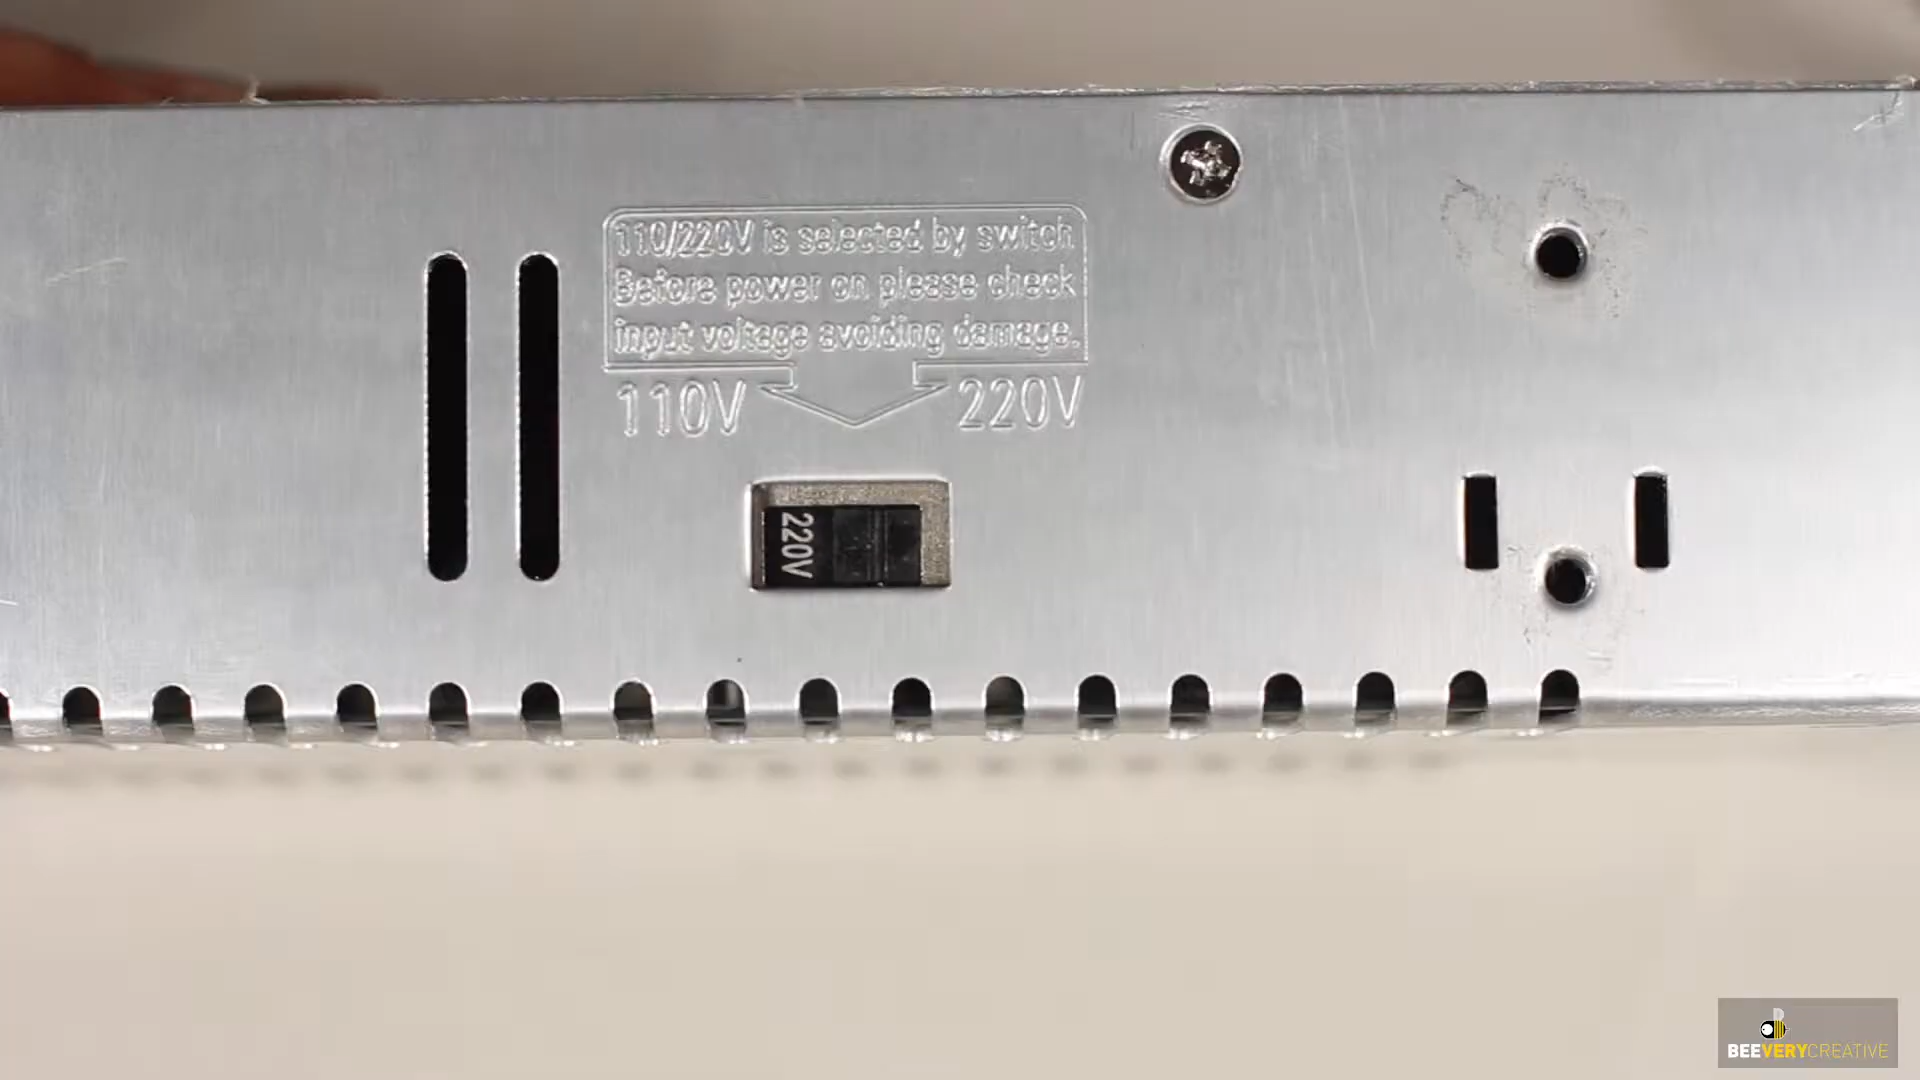 110/220V is selected by switch
Before power on please check
input voltage avoiding damage.
110V 220V
220V
BEEVERYCREATIVE